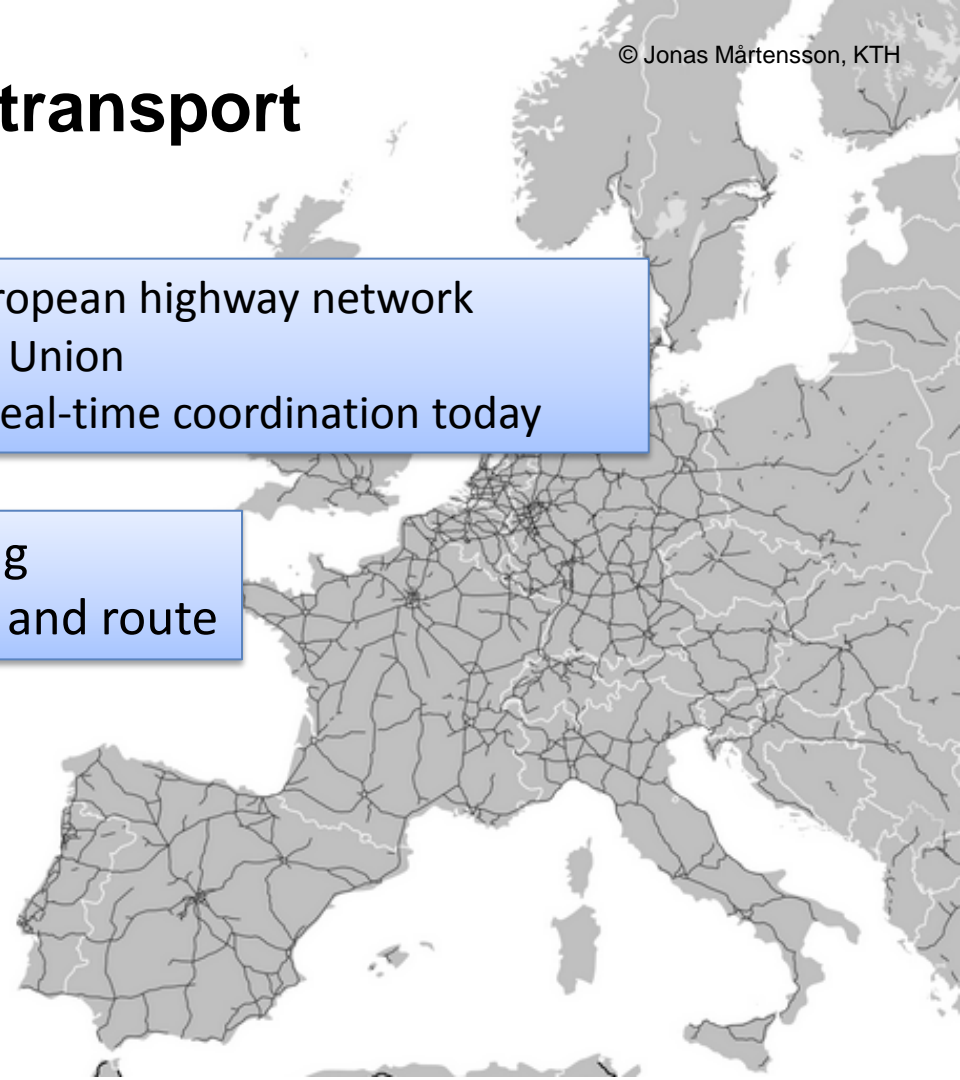 © Jonas Mårtensson, KTH
transport
ropean highway network
Union
eal-time coordination today
g
and route